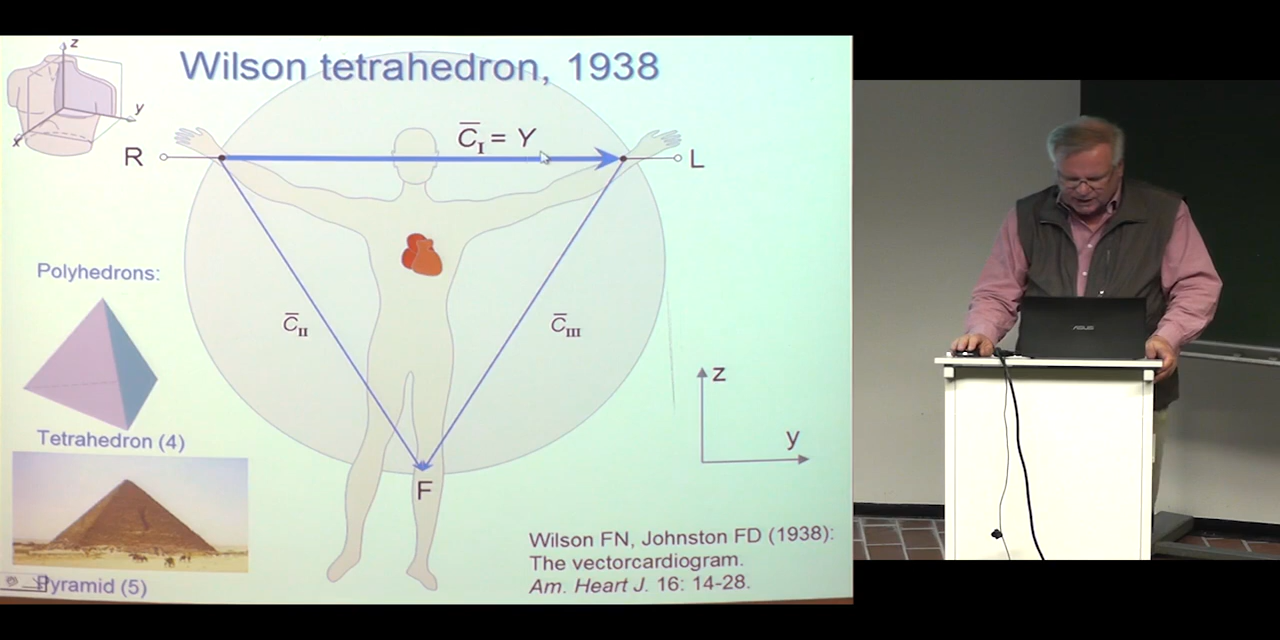 Wilson tetrahedron, 1938
z
y
x
C̅I = Y
R
L
Polyhedrons:
C̅II
C̅III
z
y
Tetrahedron (4)
F
Wilson FN, Johnston FD (1938):
The vectorcardiogram.
Am. Heart J. 16: 14-28.
Pyramid (5)
ASUS